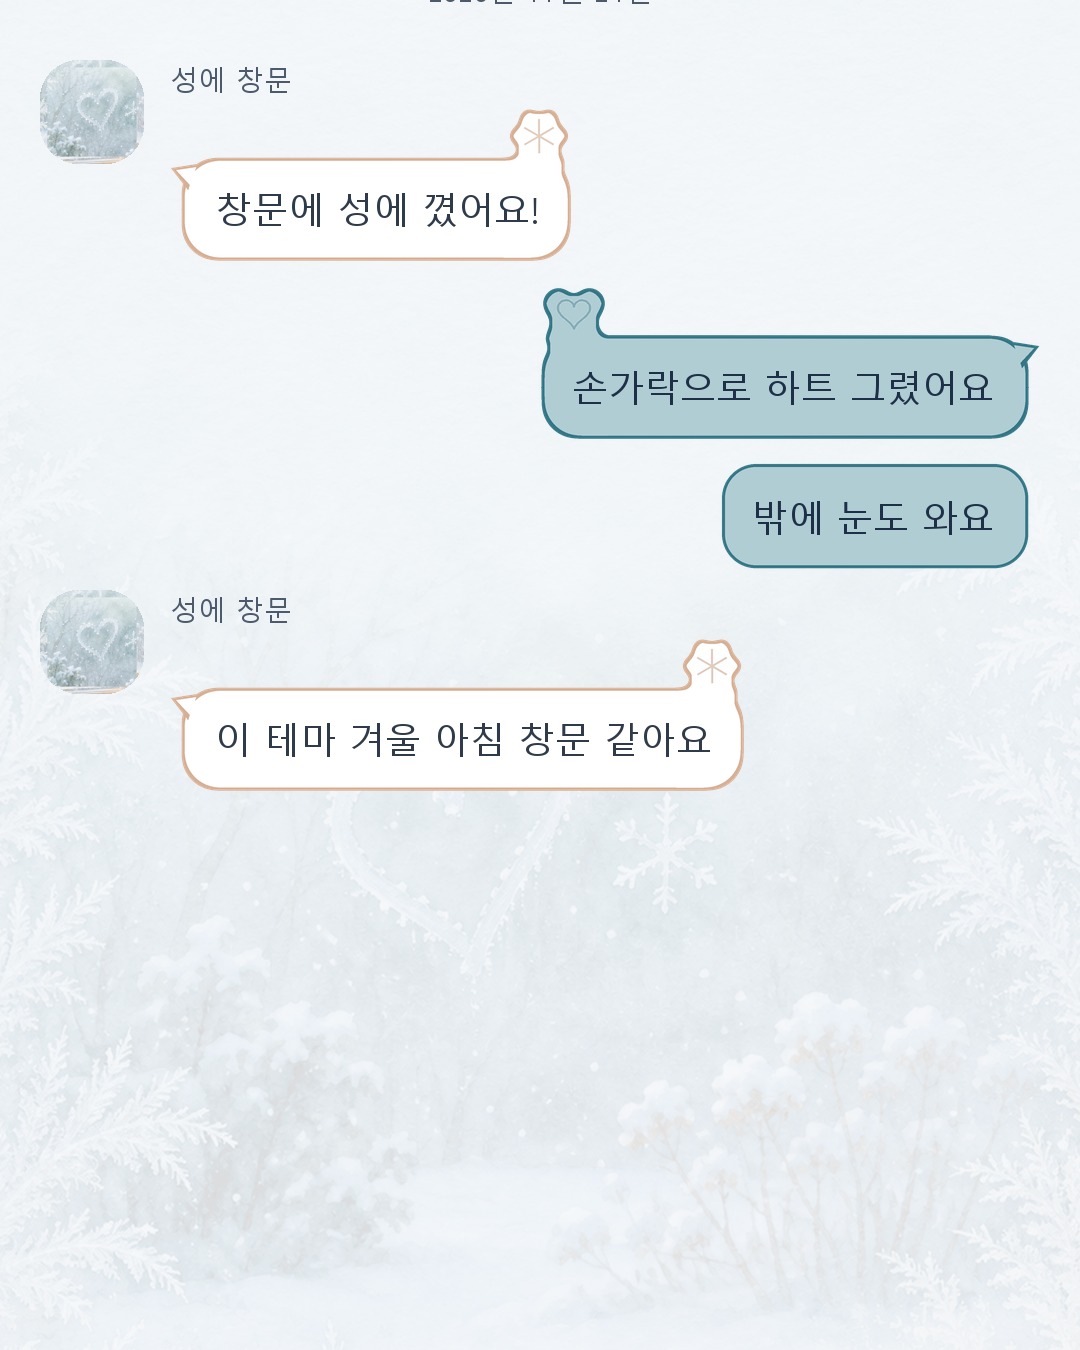 성에 창문
창문에 성에 꼈어요!
손가락으로 하트 그렸어요
밖에 눈도 와요
성에 창문
이 테마 겨울 아침 창문 같아요